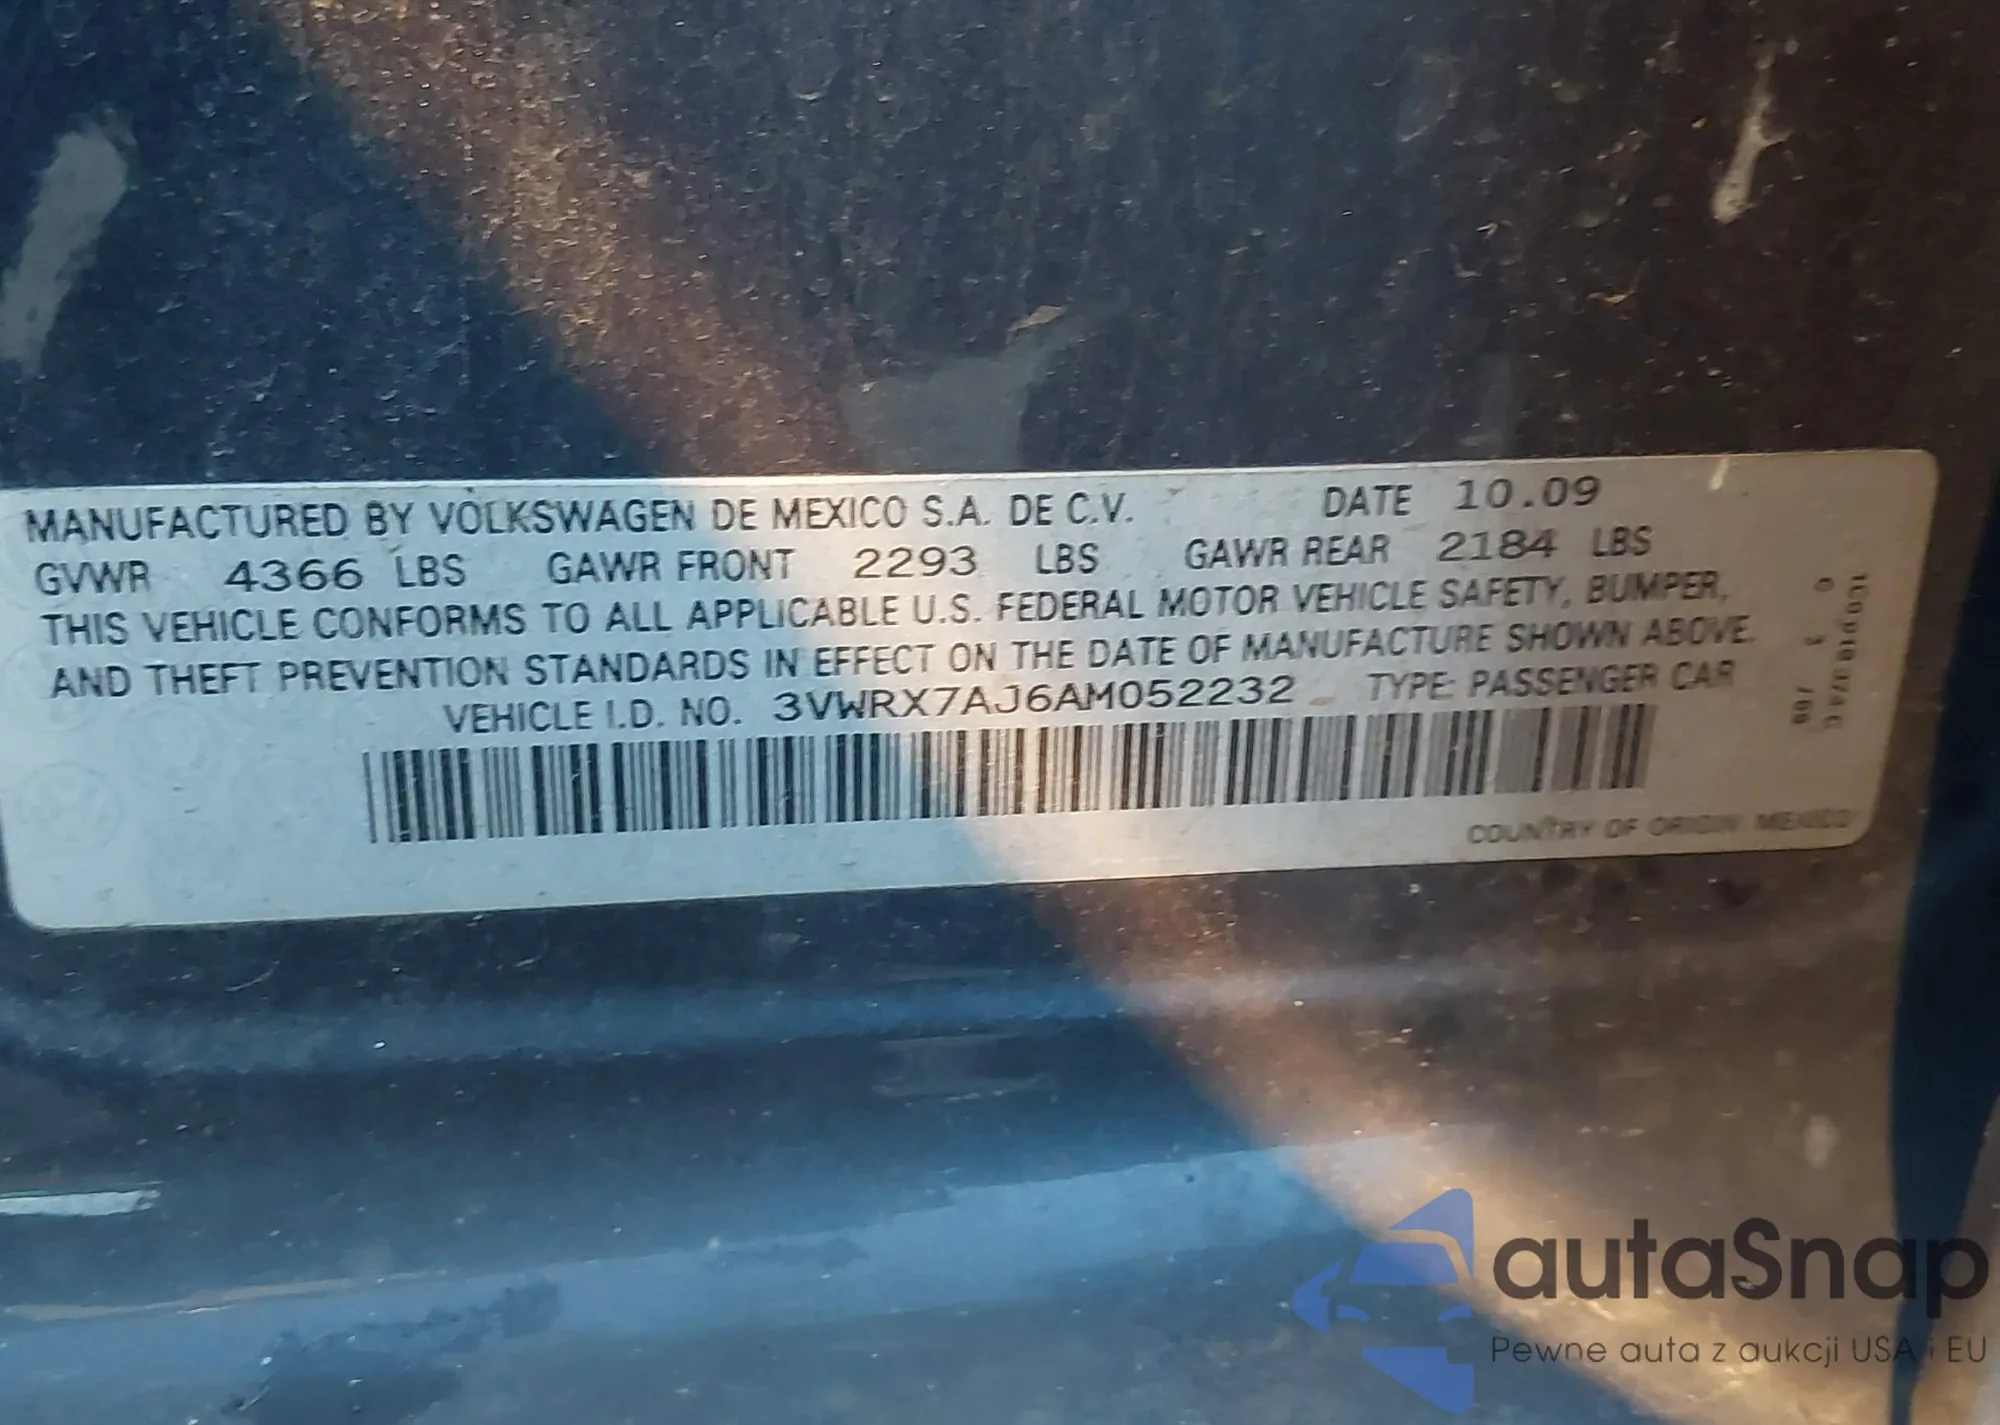 MANUFACTURED BY VOLKSWAGEN DE MEXICO S.A. DE C.V. DATE 10.09
GVWR 4366 LBS GAWR FRONT 2293 LBS GAWR REAR 2184 LBS
THIS VEHICLE CONFORMS TO ALL APPLICABLE U.S. FEDERAL MOTOR VEHICLE SAFETY, BUMPER,
AND THEFT PREVENTION STANDARDS IN EFFECT ON THE DATE OF MANUFACTURE SHOWN ABOVE.
VEHICLE I.D. NO. 3VWRX7AJ6AM052232 TYPE: PASSENGER CAR
COUNTRY OF ORIGIN MEXICO
autaSnap
Pewne auta z aukcji USA i EU